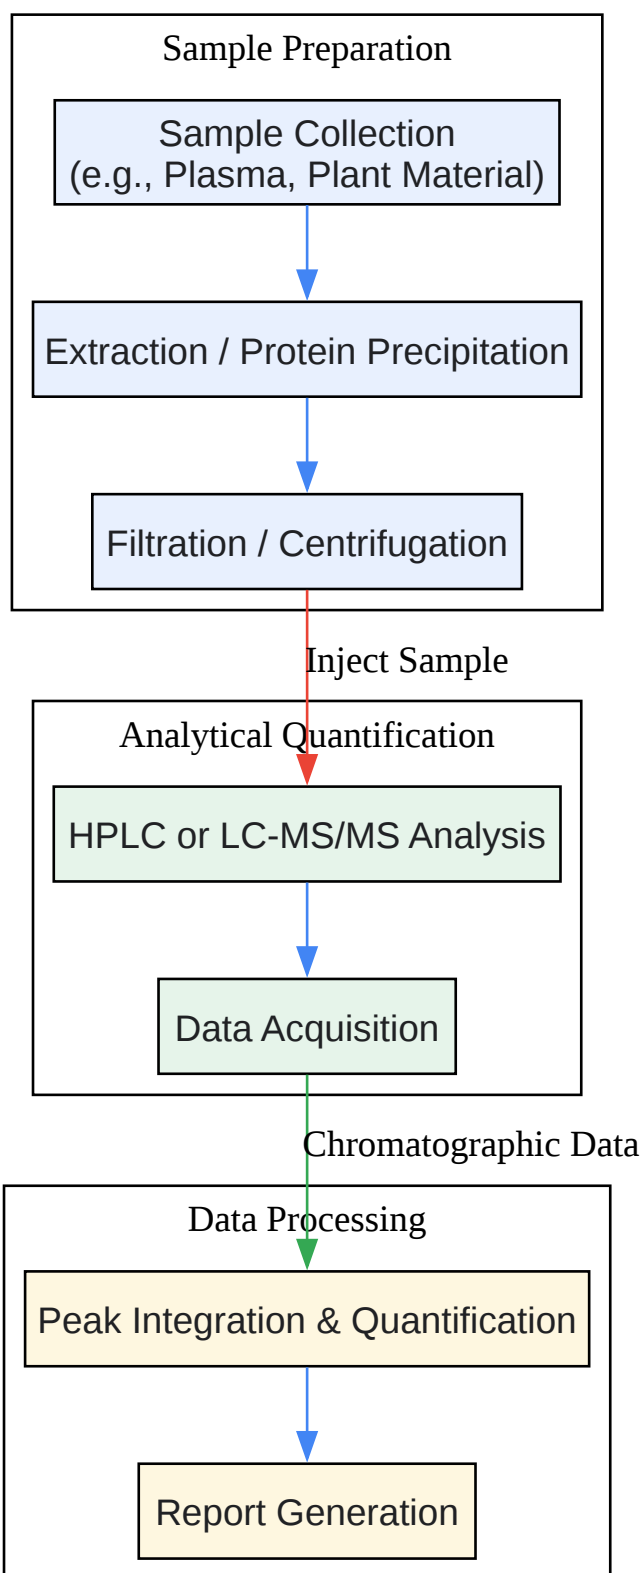 Sample Preparation
Sample Collection
(e.g., Plasma, Plant Material)
Extraction / Protein Precipitation
Filtration / Centrifugation
Inject Sample
Analytical Quantification
HPLC or LC-MS/MS Analysis
Data Acquisition
Chromatographic Data
Data Processing
Peak Integration & Quantification
Report Generation